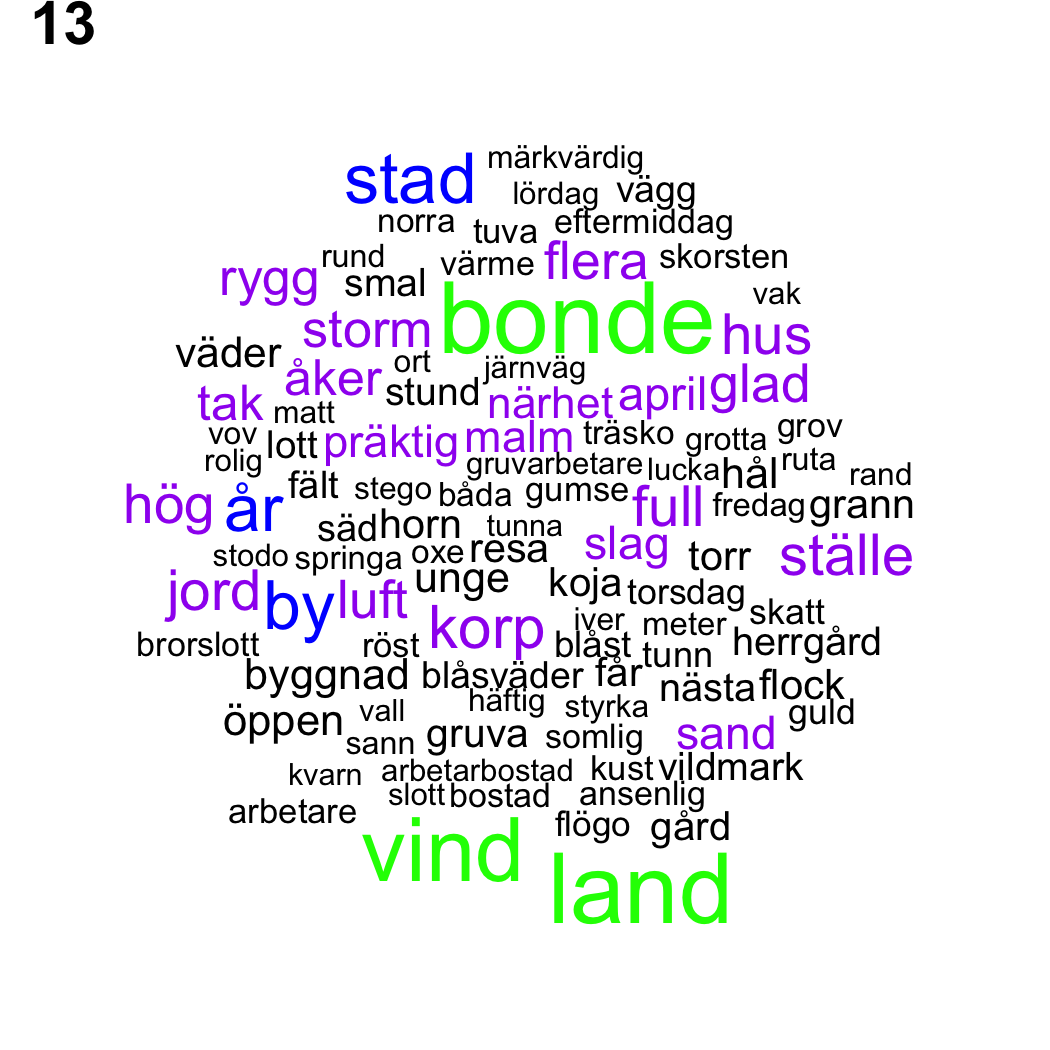 13
stad märkvärdig
lördag vägg
norra tuva eftermiddag
rund värme flera skorsten
rygg smal vak
storm bonde hus
väder ort järnväg
åker stund närhet april glad
tak matt
vov lott präktig malm träsko grotta grov
rolig gruvarbetare lucka hål ruta rand
hög år fält stego båda gumse full fredag grann
säd horn tunna
stodo springa oxe resa slag torr ställe
jord by luft unge koja torsdag
korp iver meter skatt
brorslott röst blåst tunn herrgård
byggnad blåsväder får nästa flock
öppen vall häftig styrka guld
sann gruva somlig sand
kvarn arbetarbostad kust vildmark
arbetare slott bostad ansenlig
vind flögo gård
land